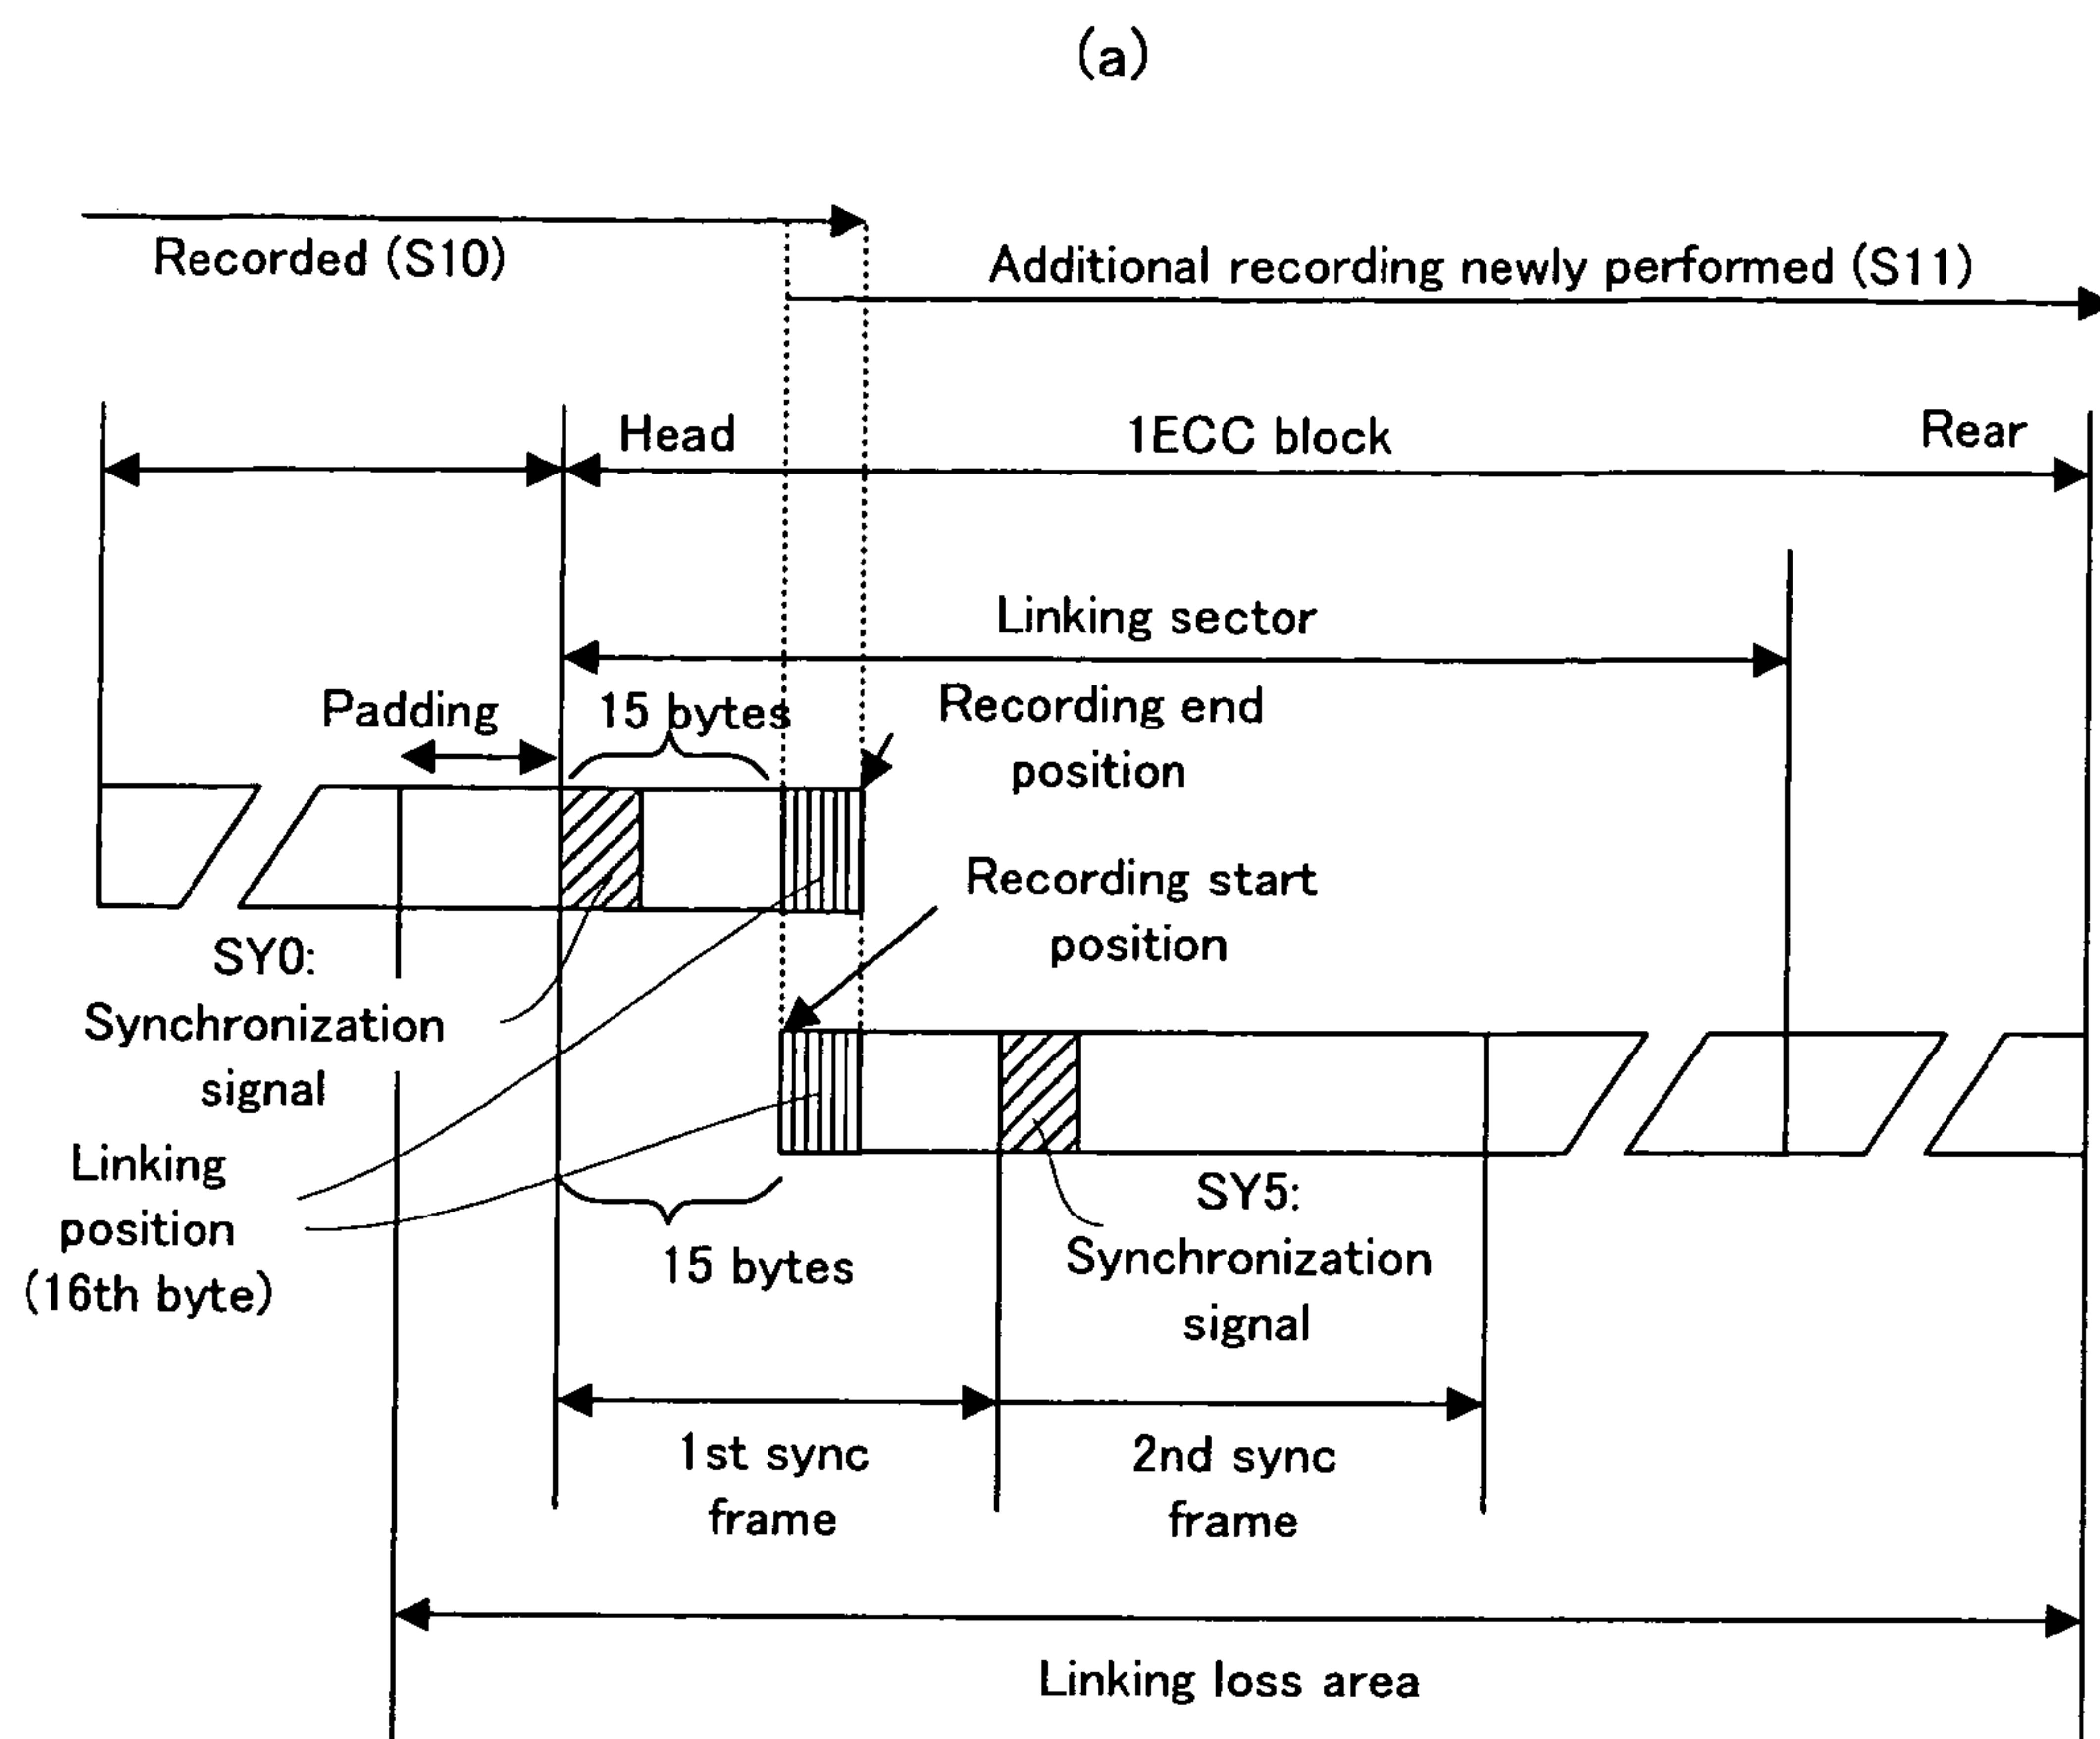 (a)
Recorded (S10)
Additional recording newly performed (S11)
Head
1ECC block
Rear
Linking sector
Padding
15 bytes
Recording end
position
Recording start
position
SY0:
Synchronization
signal
Linking
position
(16th byte)
15 bytes
SY5:
Synchronization
signal
1st sync
frame
2nd sync
frame
Linking loss area